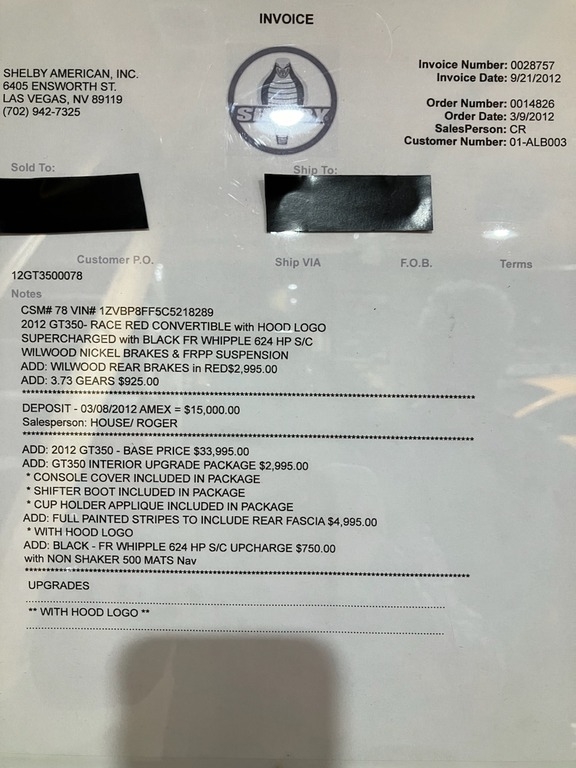 INVOICE
SHELBY AMERICAN, INC.
6405 ENSWORTH ST.
LAS VEGAS, NV 89119
(702) 942-7325
SHELBY
Invoice Number: 0028757
Invoice Date: 9/21/2012
Order Number: 0014826
Order Date: 3/9/2012
SalesPerson: CR
Customer Number: 01-ALB003
Sold To:
Ship To:
Customer P.O.
Ship VIA
F.O.B.
Terms
12GT3500078
Notes
CSM# 78 VIN# 1ZVBP8FF5C5218289
2012 GT350- RACE RED CONVERTIBLE with HOOD LOGO
SUPERCHARGED with BLACK FR WHIPPLE 624 HP S/C
WILWOOD NICKEL BRAKES & FRPP SUSPENSION
ADD: WILWOOD REAR BRAKES in RED$2,995.00
ADD: 3.73 GEARS $925.00
DEPOSIT - 03/08/2012 AMEX = $15,000.00
Salesperson: HOUSE/ ROGER
ADD: 2012 GT350 - BASE PRICE $33,995.00
ADD: GT350 INTERIOR UPGRADE PACKAGE $2,995.00
* CONSOLE COVER INCLUDED IN PACKAGE
* SHIFTER BOOT INCLUDED IN PACKAGE
* CUP HOLDER APPLIQUE INCLUDED IN PACKAGE
ADD: FULL PAINTED STRIPES TO INCLUDE REAR FASCIA $4,995.00
* WITH HOOD LOGO
ADD: BLACK - FR WHIPPLE 624 HP S/C UPCHARGE $750.00
with NON SHAKER 500 MATS Nav
UPGRADES
** WITH HOOD LOGO **